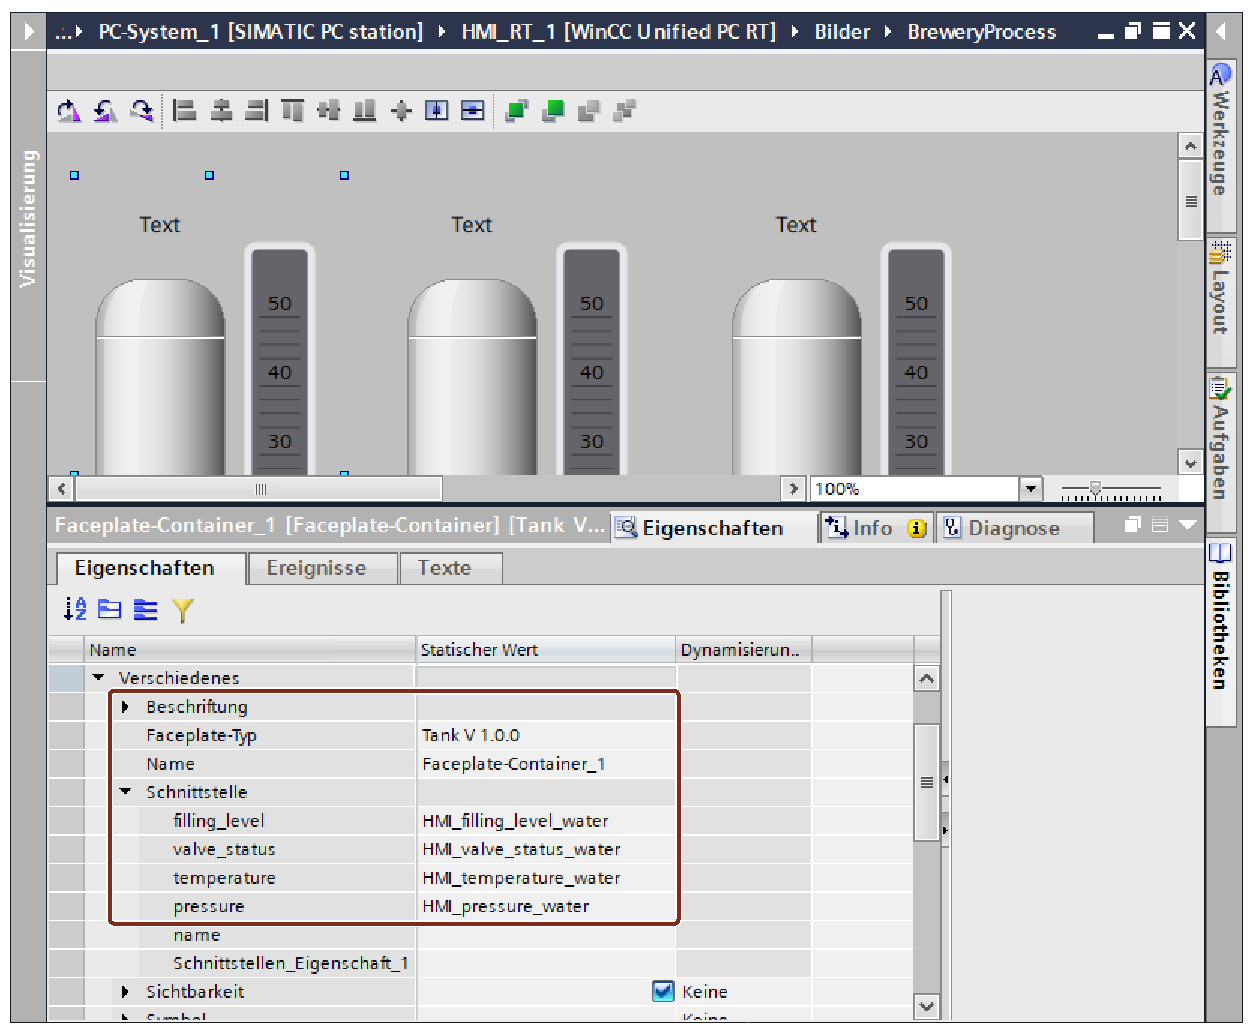 ...▸ PC-System_1 [SIMATIC PC station] ▸ HMI_RT_1 [WinCC Unified PC RT] ▸ Bilder ▸ BreweryProcess
Visualisierung
Werkzeuge
Layout
Aufgaben
Bibliotheken
Text Text Text
50 50 50
40 40 40
30 30 30
100%
Faceplate-Container_1 [Faceplate-Container] [Tank V... Eigenschaften Info Diagnose
Eigenschaften Ereignisse Texte
Name Statischer Wert Dynamisierun..
Verschiedenes
Beschriftung
Faceplate-Typ Tank V 1.0.0
Name Faceplate-Container_1
Schnittstelle
filling_level HMI_filling_level_water
valve_status HMI_valve_status_water
temperature HMI_temperature_water
pressure HMI_pressure_water
name
Schnittstellen_Eigenschaft_1
Sichtbarkeit Keine
Symbol Keine